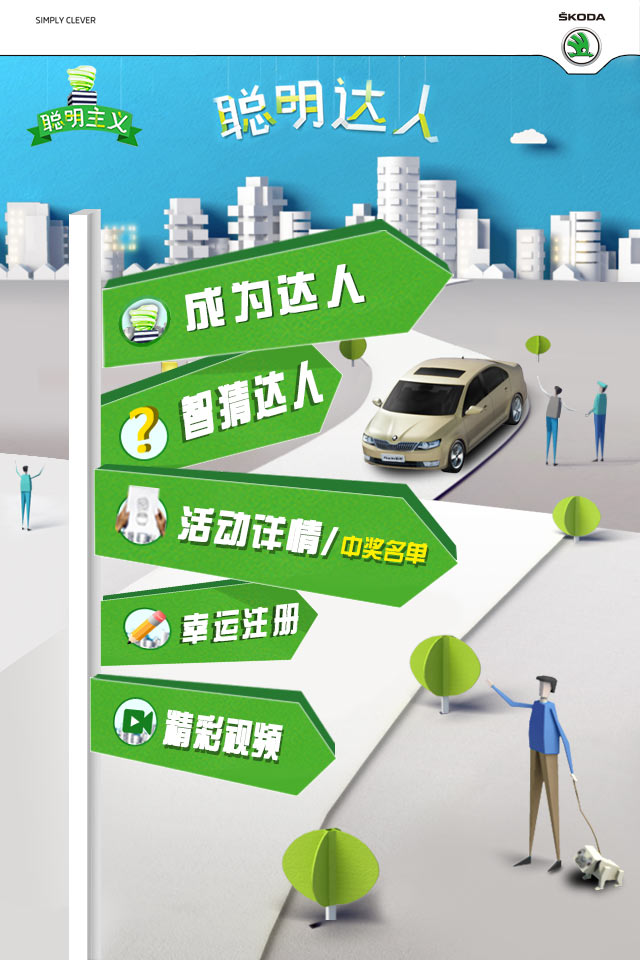 SIMPLY CLEVER
ŠKODA
聪明主义
聪明达人
成为达人
智猜达人
活动详情/中奖名单
幸运注册
精彩视频